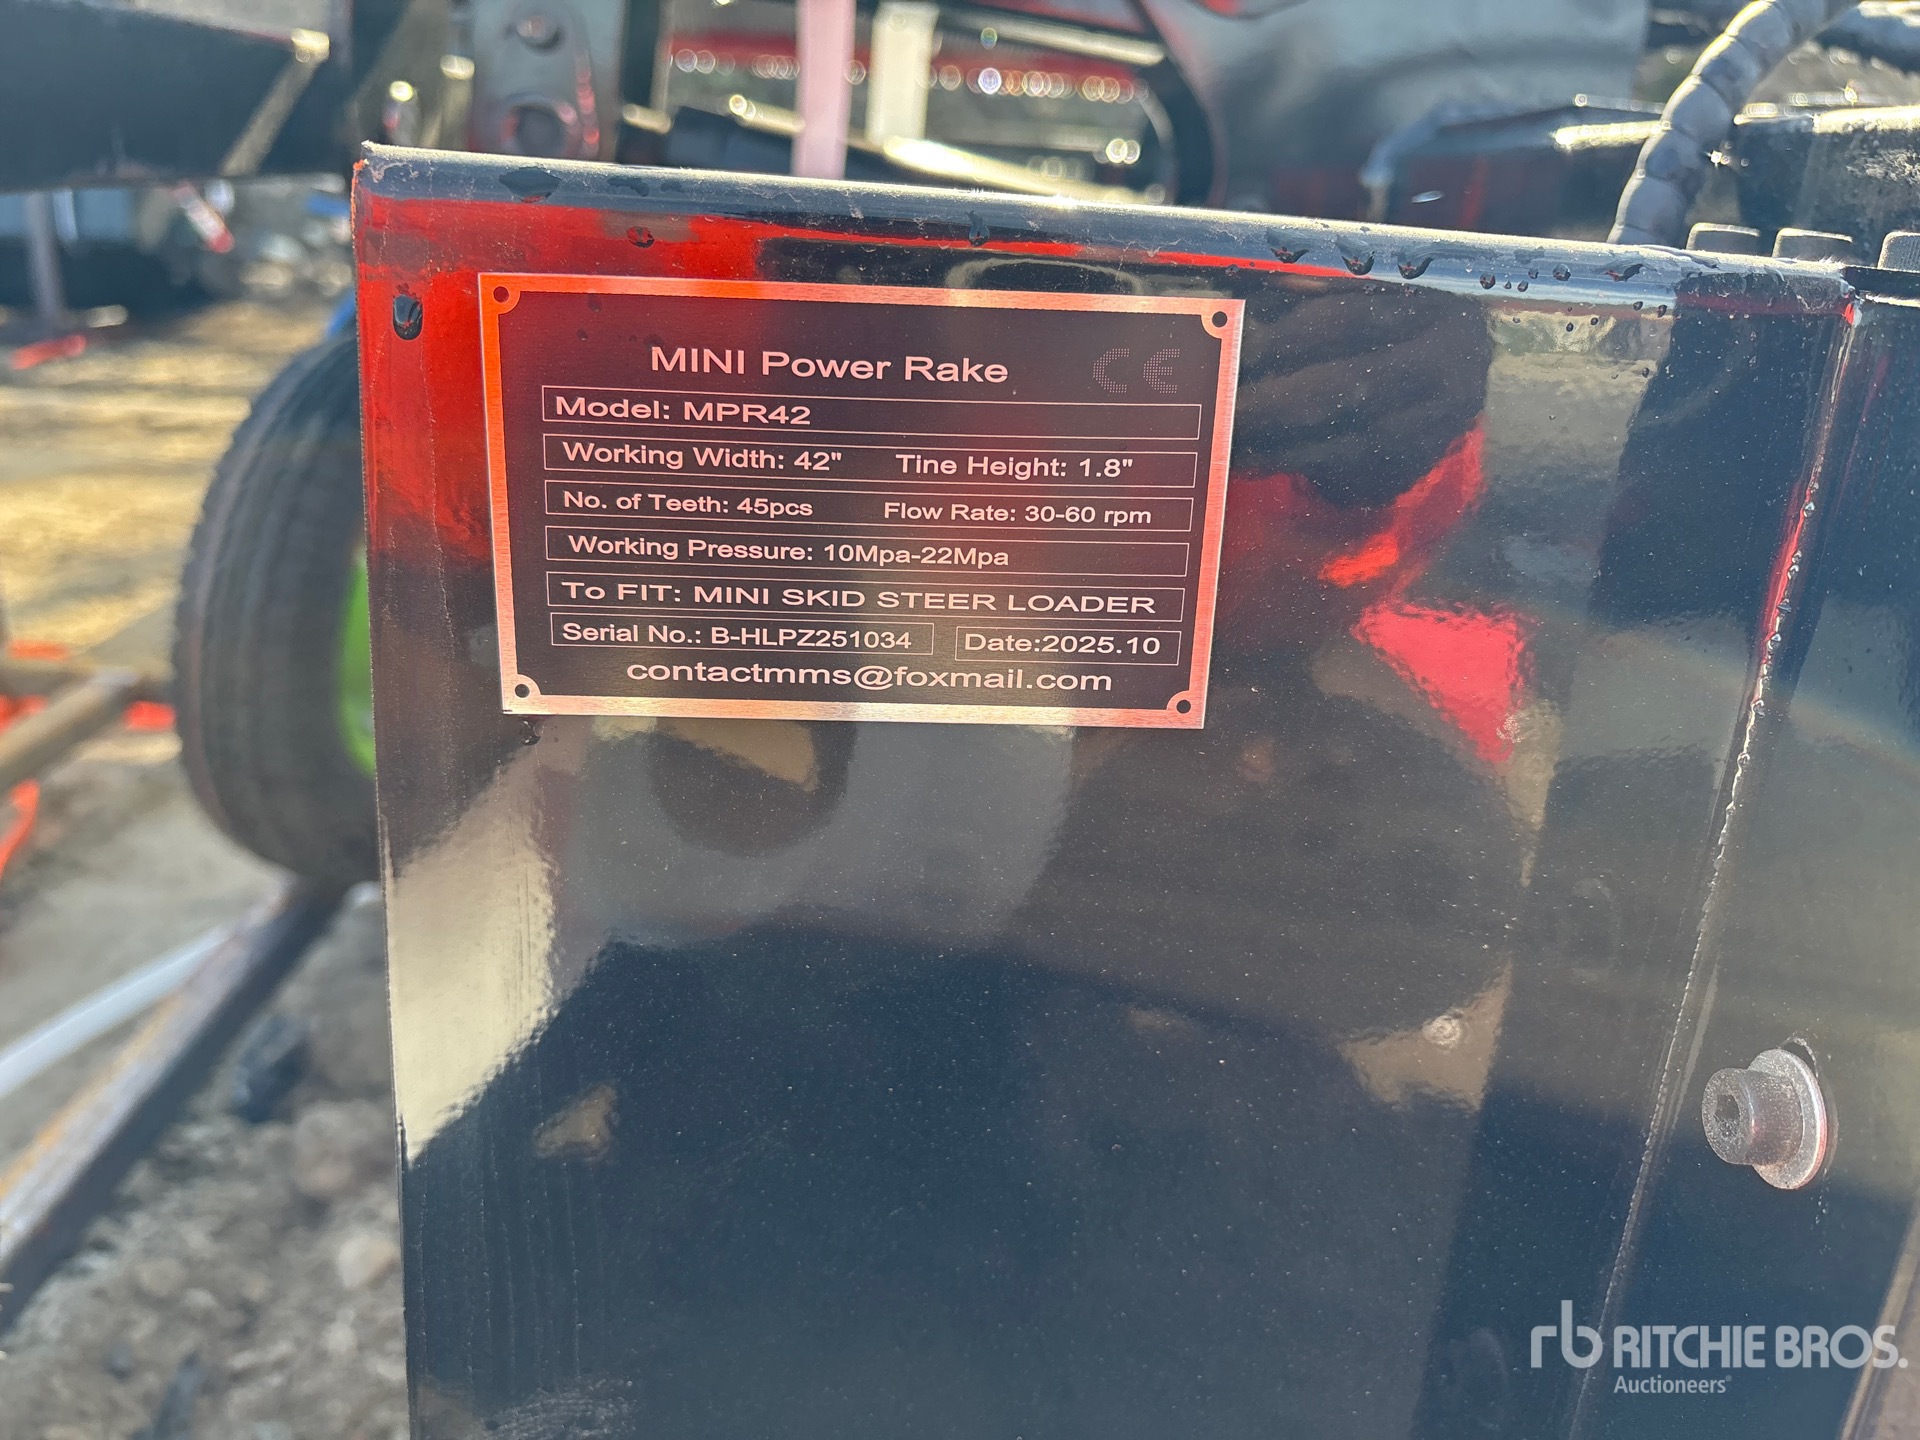 MINI Power Rake CE
Model: MPR42
Working Width: 42" Tine Height: 1.8"
No. of Teeth: 45pcs Flow Rate: 30-60 rpm
Working Pressure: 10Mpa-22Mpa
To FIT: MINI SKID STEER LOADER
Serial No.: B-HLPZ251034 Date:2025.10
contactmms@foxmail.com
rb RITCHIE BROS.
Auctioneers